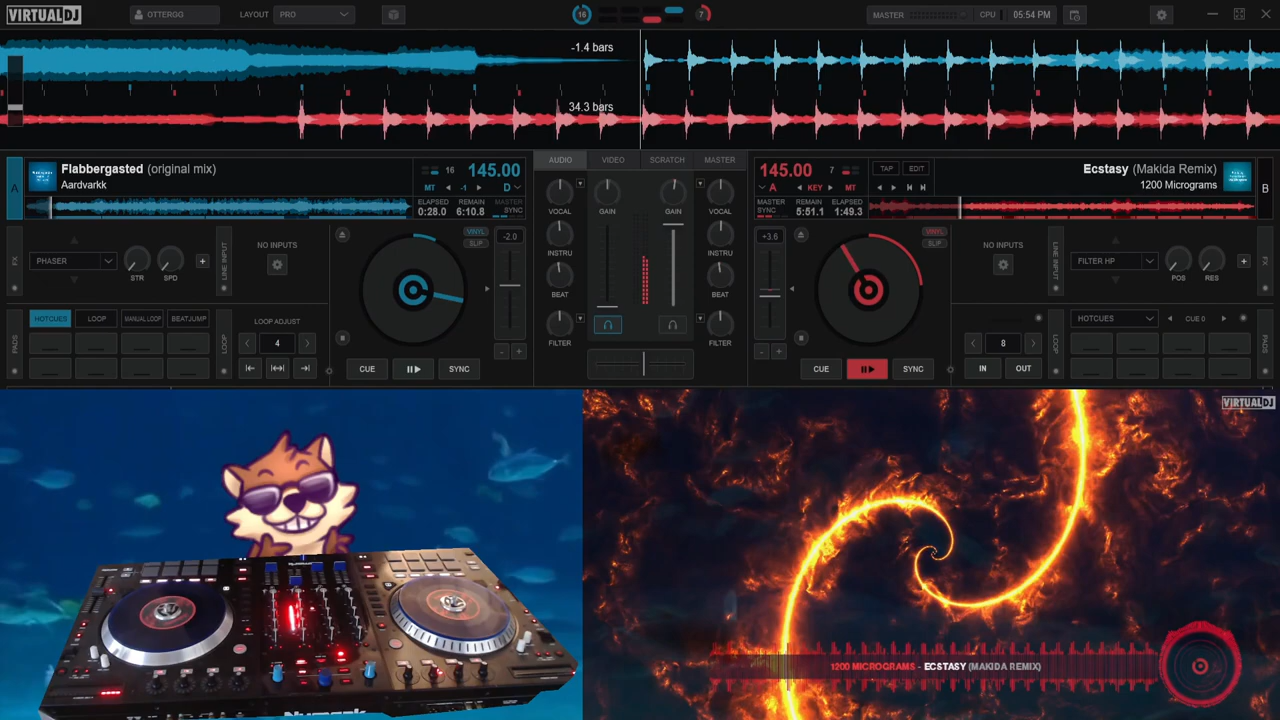 VIRTUALDJ
OTTERGG
LAYOUT
PRO
16
7
MASTER
CPU
05:54 PM
-1.4 bars
34.3 bars
A
Flabbergasted (original mix)
Aardvarkk
16
145.00
MT
-1
D
ELAPSED
0:28.0
REMAIN
6:10.8
MASTER
SYNC
AUDIO
VIDEO
SCRATCH
MASTER
145.00
7
TAP
EDIT
A
KEY
MT
MASTER
SYNC
REMAIN
5:51.1
ELAPSED
1:49.3
Ecstasy (Makida Remix)
1200 Micrograms
B
FX
PHASER
STR
SPD
LINE INPUT
NO INPUTS
VINYL
SLIP
-2.0
VOCAL
INSTRU
BEAT
FILTER
GAIN
GAIN
VOCAL
INSTRU
BEAT
FILTER
+3.6
VINYL
SLIP
NO INPUTS
LINE INPUT
FILTER HP
POS
RES
FX
PADS
HOTCUES
LOOP
MANUAL LOOP
BEATJUMP
LOOP
LOOP ADJUST
4
CUE
SYNC
CUE
SYNC
8
IN
OUT
LOOP
HOTCUES
CUE 0
PADS
VIRTUALDJ
Numark
1200 MICROGRAMS - ECSTASY (MAKIDA REMIX)